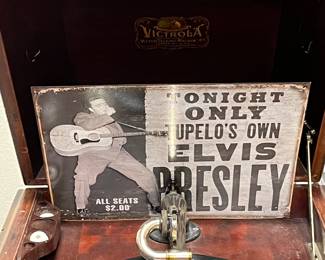 VICTROLA
TONIGHT
ONLY
TUPELO'S OWN
ELVIS
PRESLEY
ALL SEATS
$2.00